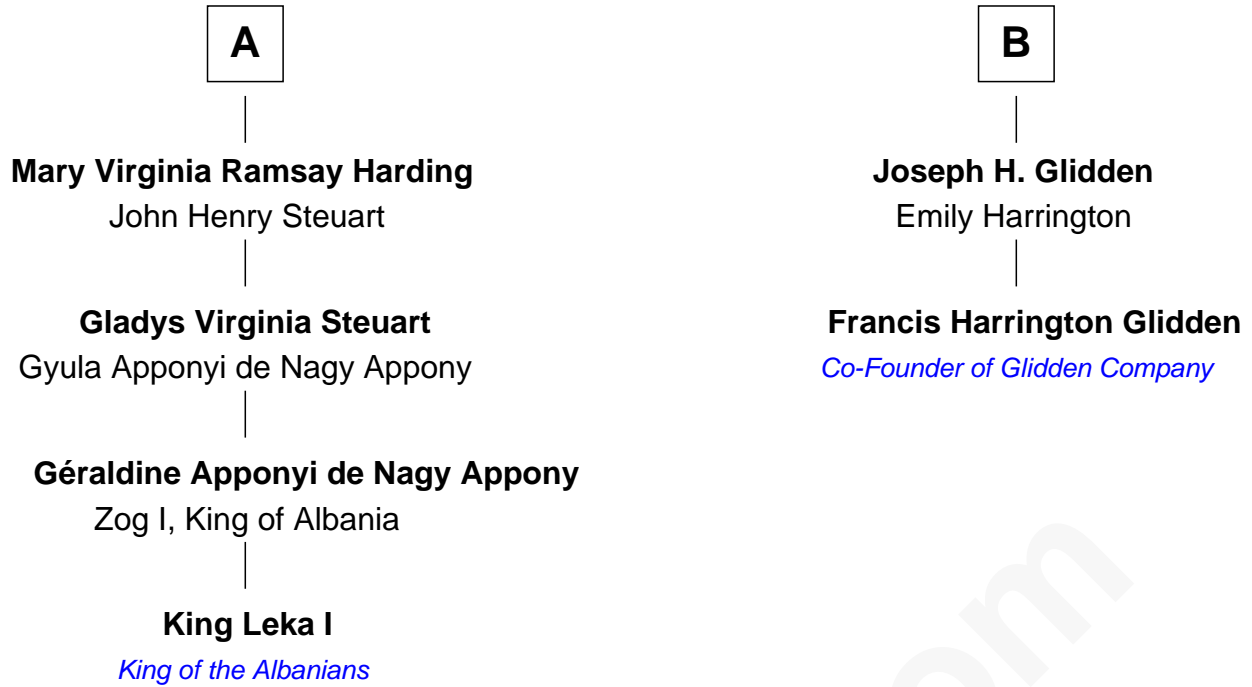 A
Mary Virginia Ramsay Harding
John Henry Steuart
Gladys Virginia Steuart
Gyula Apponyi de Nagy Appony
Géraldine Apponyi de Nagy Appony
Zog I, King of Albania
King Leka I
King of the Albanians
B
Joseph H. Glidden
Emily Harrington
Francis Harrington Glidden
Co-Founder of Glidden Company
om